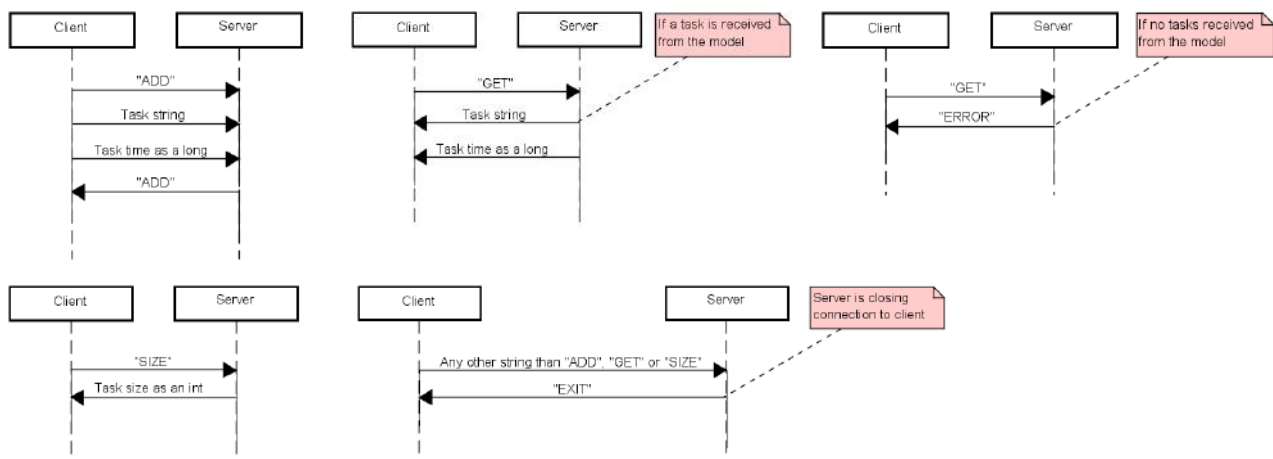 Client
Server
"ADD"
Task string
Task time as a long
"ADD"
Client
Server
If a task is received
from the model
"GET"
Task string
Task time as a long
Client
Server
If no tasks received
from the model
"GET"
"ERROR"
Client
Server
"SIZE"
Task size as an int
Client
Server
Server is closing
connection to client
Any other string than "ADD", "GET" or "SIZE"
"EXIT"